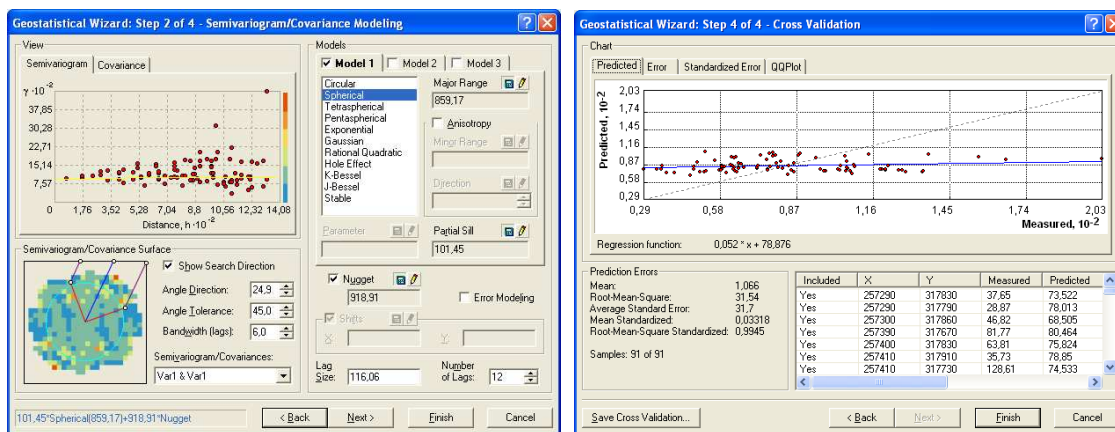 Geostatistical Wizard: Step 2 of 4 - Semivariogram/Covariance Modeling
View
Semivariogram Covariance
γ ·10⁻²
37,85
30,28
22,71
15,14
7,57
0 1,76 3,52 5,28 7,04 8,8 10,56 12,32 14,08
Distance, h ·10⁻²
Semivariogram/Covariance Surface
Show Search Direction
Angle Direction: 24,9
Angle Tolerance: 45,0
Bandwidth (lags): 6,0
Semivariogram/Covariances:
Var1 & Var1
Models
Model 1 Model 2 Model 3
Circular
Spherical
Tetraspherical
Pentaspherical
Exponential
Gaussian
Rational Quadratic
Hole Effect
K-Bessel
J-Bessel
Stable
Major Range
859,17
Anisotropy
Minor Range
Direction
Parameter
Partial Sill
101,45
Nugget
918,91
Error Modeling
Shifts
X: Y:
Lag Size: 116,06
Number of Lags: 12
101,45*Spherical(859,17)+918,91*Nugget
< Back Next > Finish Cancel
Geostatistical Wizard: Step 4 of 4 - Cross Validation
Chart
Predicted Error Standardized Error QQPlot
Predicted, 10⁻²
2,03
1,74
1,45
1,16
0,87
0,58
0,29
0,29 0,58 0,87 1,16 1,45 1,74 2,03
Measured, 10⁻²
Regression function: 0,052 * x + 78,876
Prediction Errors
Mean: 1,066
Root-Mean-Square: 31,54
Average Standard Error: 31,7
Mean Standardized: 0,03318
Root-Mean-Square Standardized: 0,9945
Samples: 91 of 91
Included X Y Measured Predicted
Yes 257290 317830 37,65 73,522
Yes 257290 317790 28,87 78,013
Yes 257300 317860 46,82 68,505
Yes 257390 317670 81,77 80,464
Yes 257400 317830 63,81 75,824
Yes 257410 317910 35,73 78,85
Yes 257410 317730 128,61 74,533
Save Cross Validation...
< Back Next > Finish Cancel